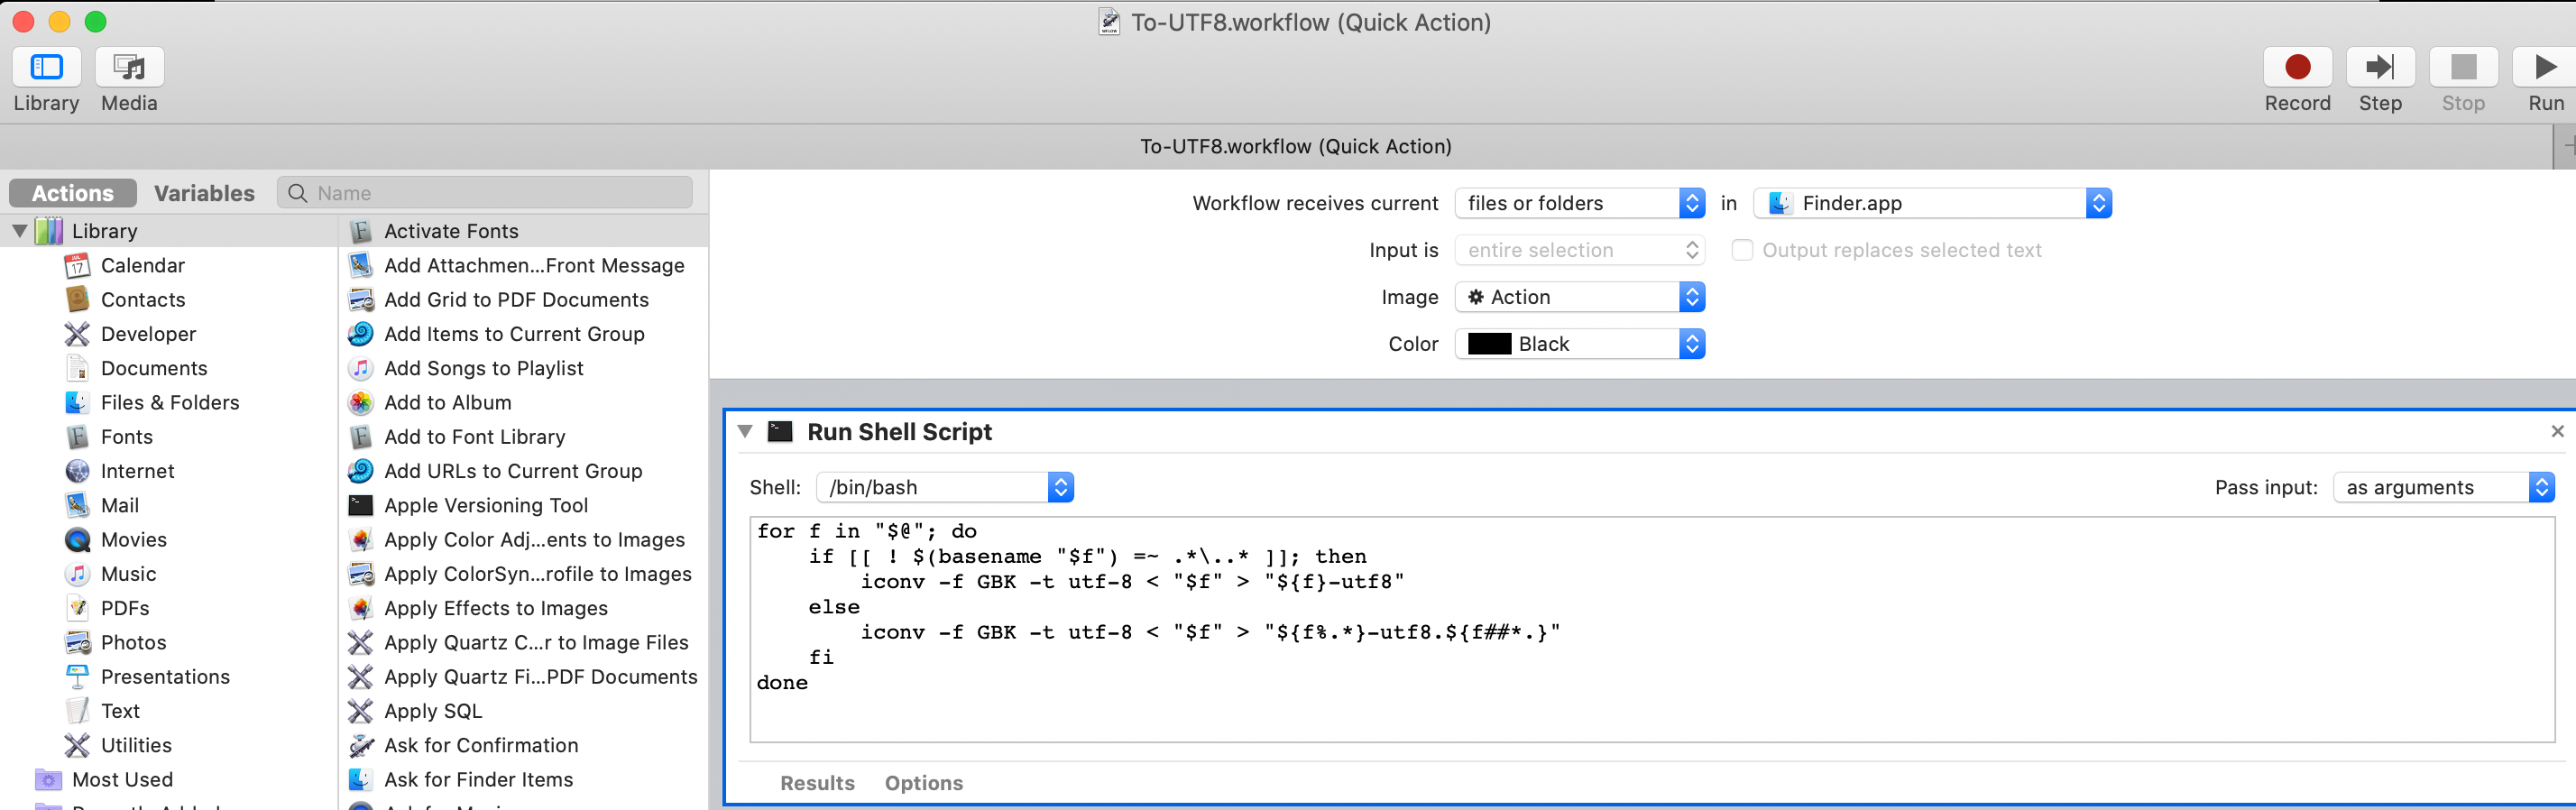 To-UTF8.workflow (Quick Action)
Library
Media
Record
Step
Stop
Run
To-UTF8.workflow (Quick Action)
Actions
Variables
Name
Library
Calendar
Contacts
Developer
Documents
Files & Folders
Fonts
Internet
Mail
Movies
Music
PDFs
Photos
Presentations
Text
Utilities
Most Used
Activate Fonts
Add Attachmen...Front Message
Add Grid to PDF Documents
Add Items to Current Group
Add Songs to Playlist
Add to Album
Add to Font Library
Add URLs to Current Group
Apple Versioning Tool
Apply Color Adj...ents to Images
Apply ColorSyn...rofile to Images
Apply Effects to Images
Apply Quartz C...r to Image Files
Apply Quartz Fi...PDF Documents
Apply SQL
Ask for Confirmation
Ask for Finder Items
Workflow receives current files or folders in Finder.app
Input is entire selection Output replaces selected text
Image Action
Color Black
Run Shell Script
Shell: /bin/bash
Pass input: as arguments
for f in "$@"; do
    if [[ ! $(basename "$f") =~ .*\..* ]]; then
        iconv -f GBK -t utf-8 < "$f" > "${f}-utf8"
    else
        iconv -f GBK -t utf-8 < "$f" > "${f%.*}-utf8.${f##*.}"
    fi
done
Results
Options